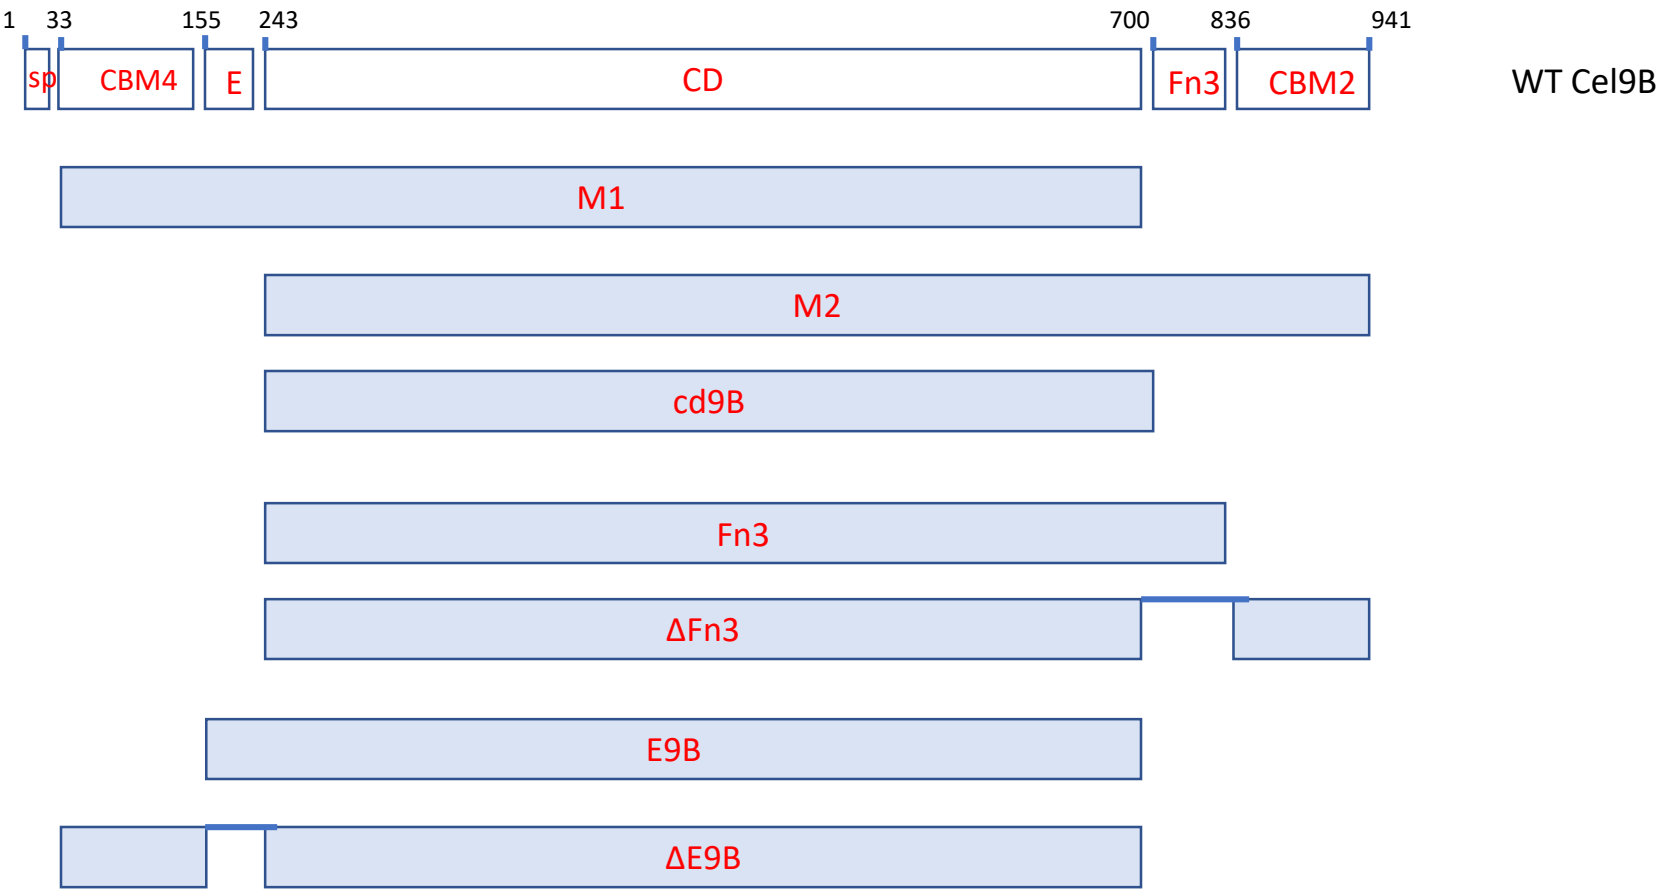 1 33 155 243 700 836 941
sp CBM4 E CD Fn3 CBM2 WT Cel9B
M1
M2
cd9B
Fn3
ΔFn3
E9B
ΔE9B